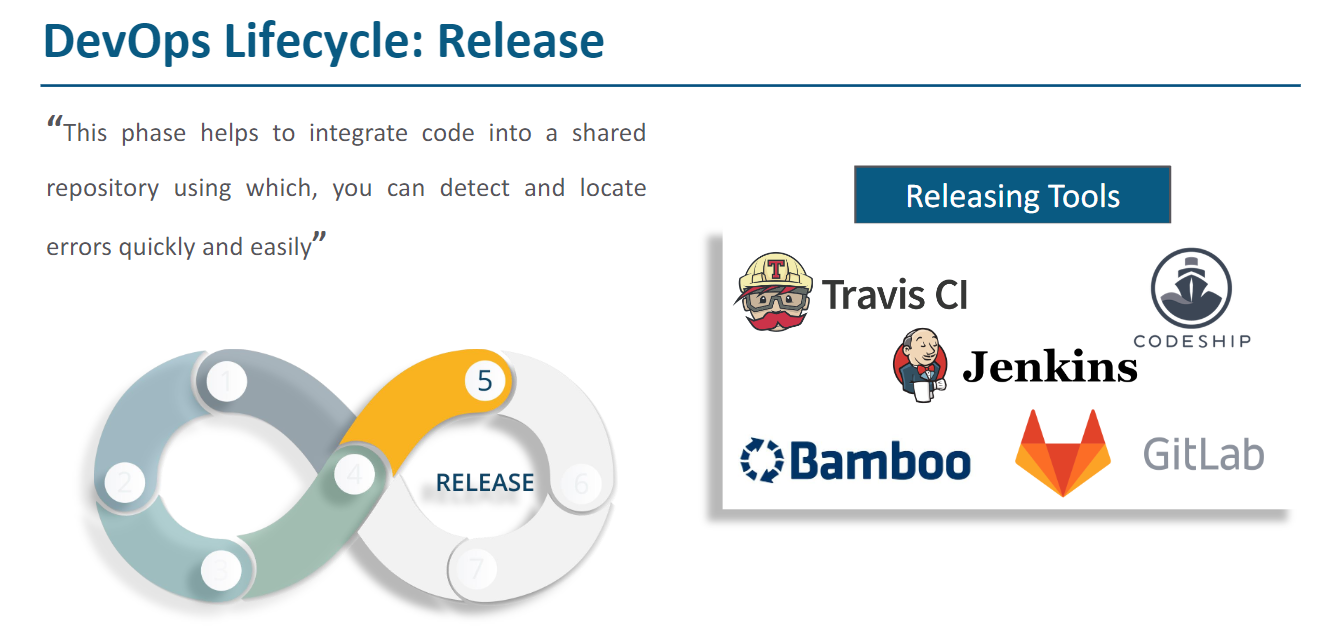 DevOps Lifecycle: Release
“This phase helps to integrate code into a shared
repository using which, you can detect and locate
errors quickly and easily”
Releasing Tools
T
Travis CI
CODESHIP
Jenkins
Bamboo
GitLab
1
2
3
4
5
6
7
RELEASE